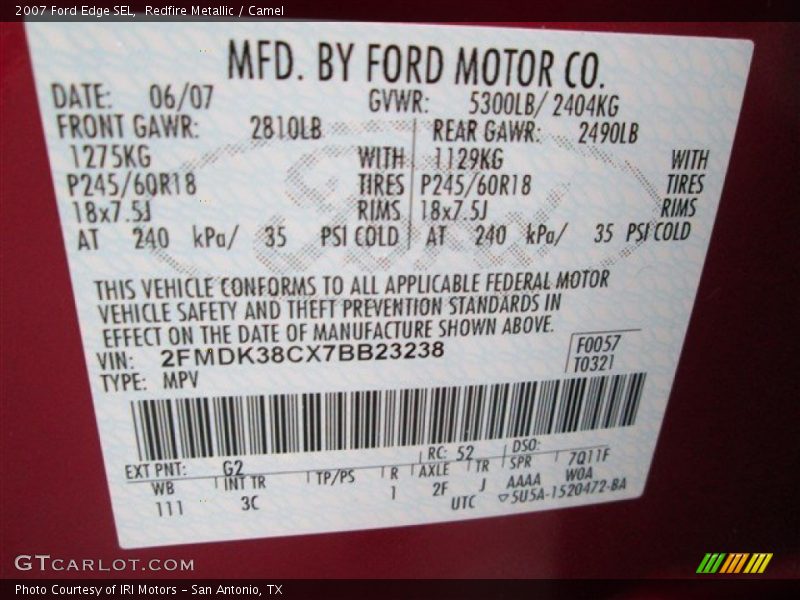 2007 Ford Edge SEL, Redfire Metallic / Camel
MFD. BY FORD MOTOR CO.
DATE: 06/07 GVWR: 5300LB/ 2404KG
FRONT GAWR: 2810LB REAR GAWR: 2490LB
1275KG WITH 1129KG WITH
P245/60R18 TIRES P245/60R18 TIRES
18x7.5J RIMS 18x7.5J RIMS
AT 240 kPa/ 35 PSI COLD AT 240 kPa/ 35 PSI COLD
THIS VEHICLE CONFORMS TO ALL APPLICABLE FEDERAL MOTOR
VEHICLE SAFETY AND THEFT PREVENTION STANDARDS IN
EFFECT ON THE DATE OF MANUFACTURE SHOWN ABOVE.
VIN: 2FMDK38CX7BB23238 F0057
TYPE: MPV T0321
EXT PNT: G2 RC: 52 DSO:
WB INT TR TP/PS R AXLE TR SPR 7Q11F
111 3C 1 2F J AAAA WOA
UTC ▽5U5A-1520472-BA
Ford
GTCARLOT.COM
Photo Courtesy of IRI Motors – San Antonio, TX